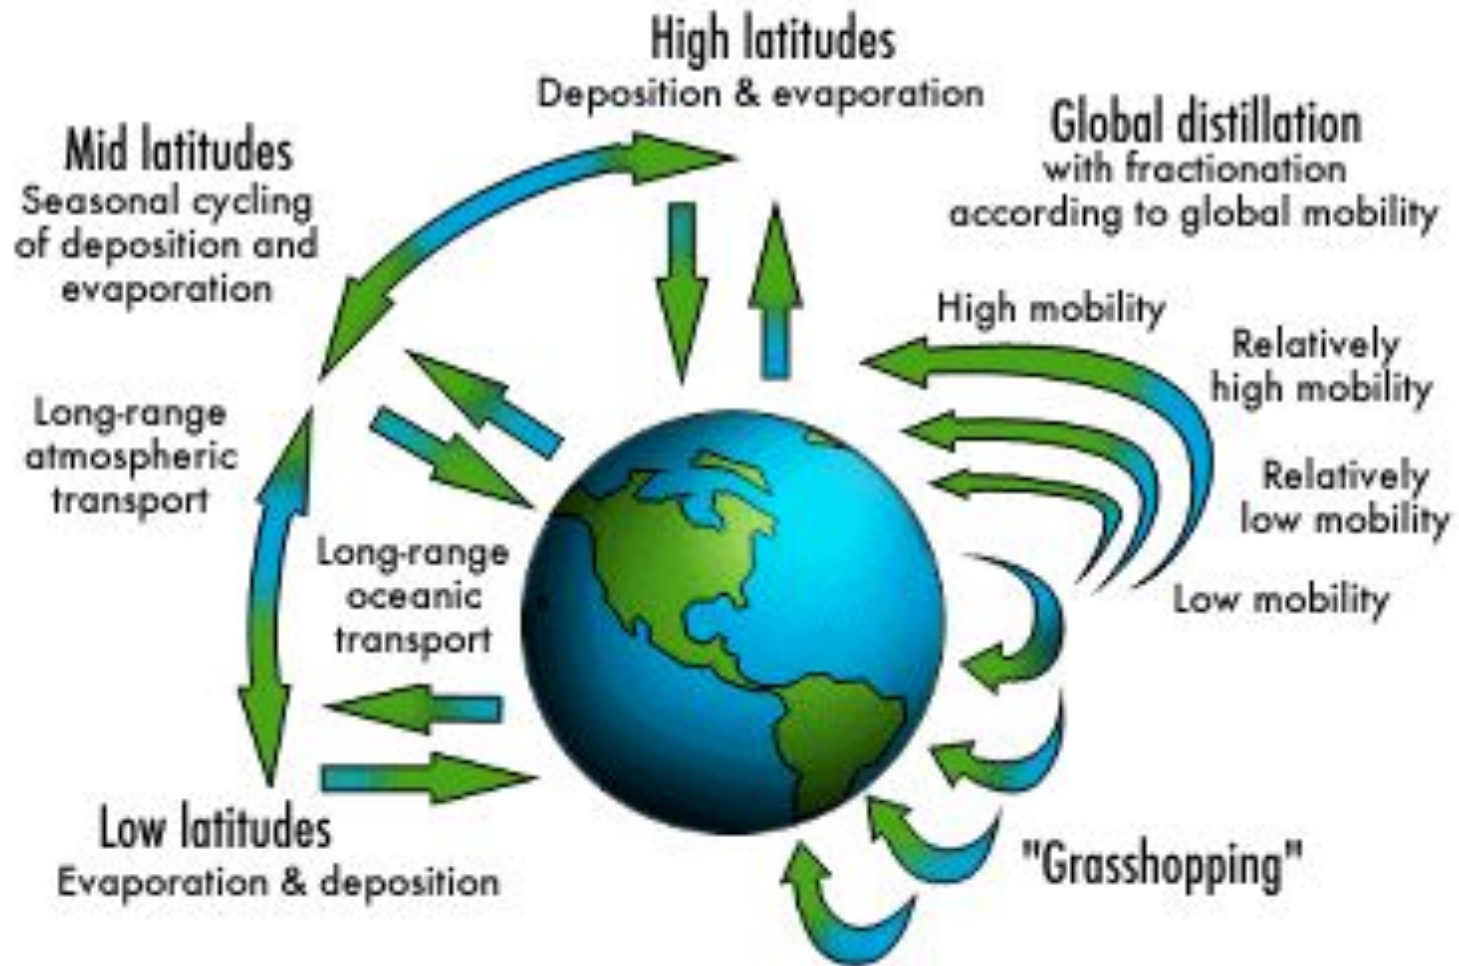 High latitudes
Deposition & evaporation
Global distillation
with fractionation
according to global mobility
Mid latitudes
Seasonal cycling
of deposition and
evaporation
High mobility
Relatively
high mobility
Long-range
atmospheric
transport
Relatively
low mobility
Long-range
oceanic
transport
Low mobility
Low latitudes
Evaporation & deposition
"Grasshopping"